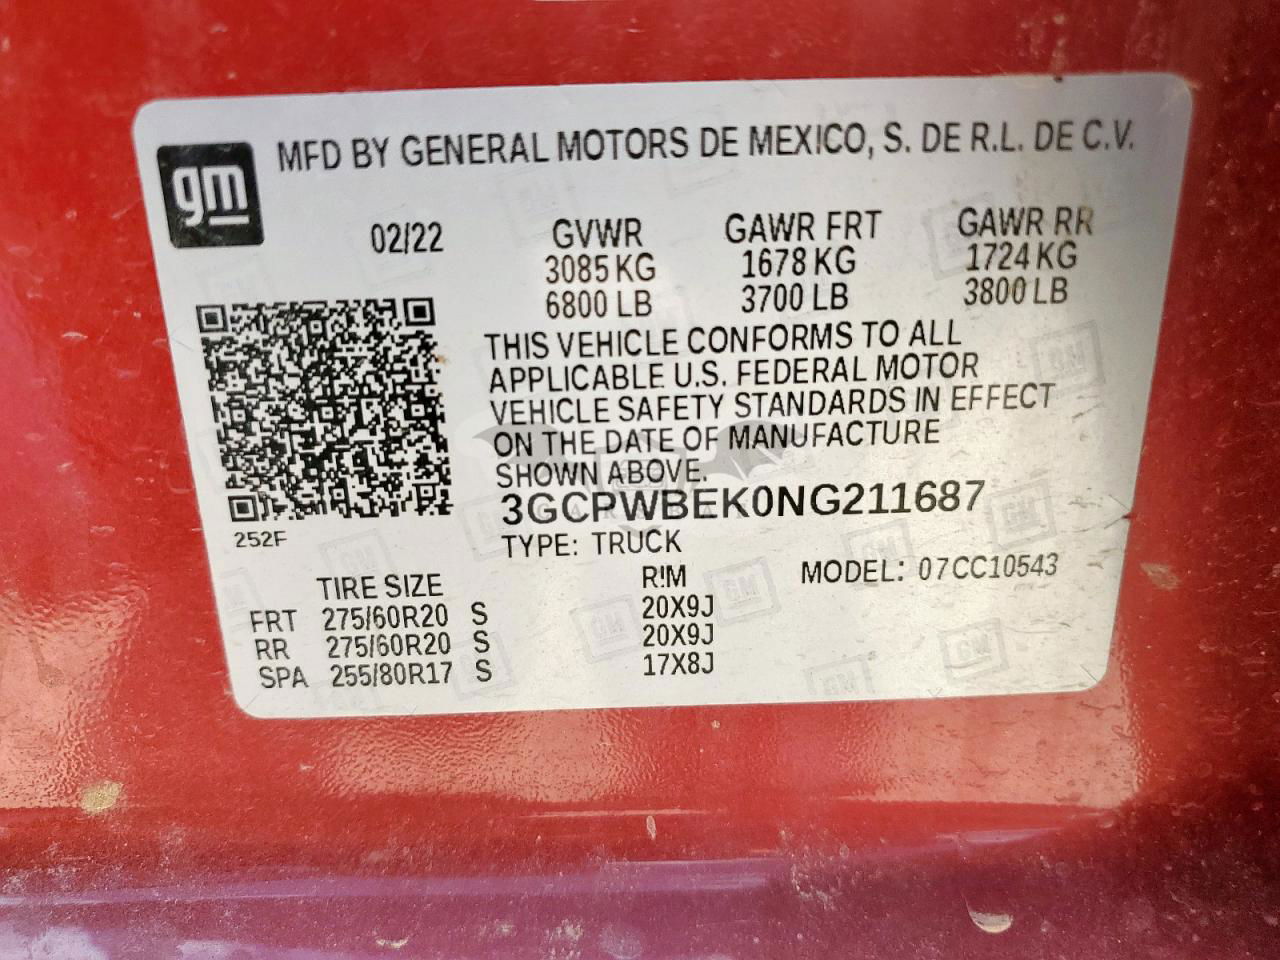 gm
MFD BY GENERAL MOTORS DE MEXICO, S. DE R.L. DE C.V.
02/22 GVWR GAWR FRT GAWR RR
3085 KG 1678 KG 1724 KG
6800 LB 3700 LB 3800 LB
THIS VEHICLE CONFORMS TO ALL
APPLICABLE U.S. FEDERAL MOTOR
VEHICLE SAFETY STANDARDS IN EFFECT
ON THE DATE OF MANUFACTURE
SHOWN ABOVE.
3GCPWBEK0NG211687
252F
TYPE: TRUCK
TIRE SIZE RIM MODEL: 07CC10543
FRT 275/60R20 S 20X9J
RR 275/60R20 S 20X9J
SPA 255/80R17 S 17X8J